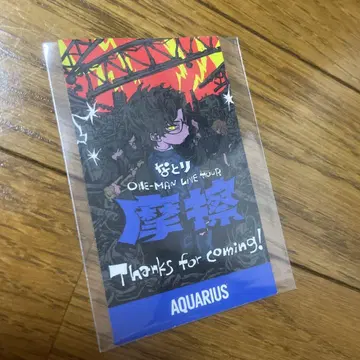 なとり
ONE-MAN LIVE TOUR
摩擦
Thanks for coming!
AQUARIUS